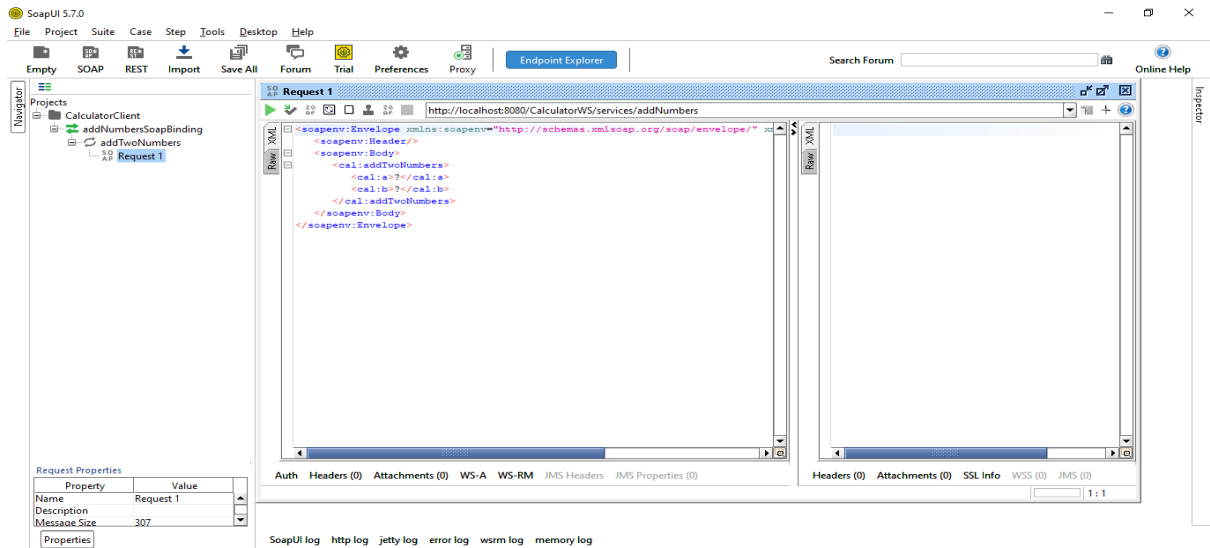 SoapUI 5.7.0
File Project Suite Case Step Tools Desktop Help
Empty SOAP REST Import Save All Forum Trial Preferences Proxy Endpoint Explorer Search Forum Online Help
Navigator
Projects
CalculatorClient
addNumbersSoapBinding
addTwoNumbers
SOAP Request 1
Request Properties
Property Value
Name Request 1
Description
Message Size 307
Properties
SOAP Request 1
http://localhost:8080/CalculatorWS/services/addNumbers
XML
Raw
<soapenv:Envelope xmlns:soapenv="http://schemas.xmlsoap.org/soap/envelope/"
<soapenv:Header/>
<soapenv:Body>
<cal:addTwoNumbers>
<cal:a>?</cal:a>
<cal:b>?</cal:b>
</cal:addTwoNumbers>
</soapenv:Body>
</soapenv:Envelope>
XML
Raw
Auth Headers (0) Attachments (0) WS-A WS-RM JMS Headers JMS Properties (0)
Headers (0) Attachments (0) SSL Info WSS (0) JMS (0)
1 : 1
Inspector
SoapUI log http log jetty log error log wsrm log memory log